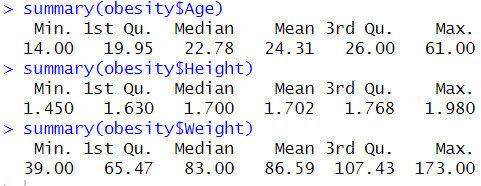 > summary(obesity$Age)
Min. 1st Qu. Median Mean 3rd Qu. Max.
14.00 19.95 22.78 24.31 26.00 61.00
> summary(obesity$Height)
Min. 1st Qu. Median Mean 3rd Qu. Max.
1.450 1.630 1.700 1.702 1.768 1.980
> summary(obesity$Weight)
Min. 1st Qu. Median Mean 3rd Qu. Max.
39.00 65.47 83.00 86.59 107.43 173.00